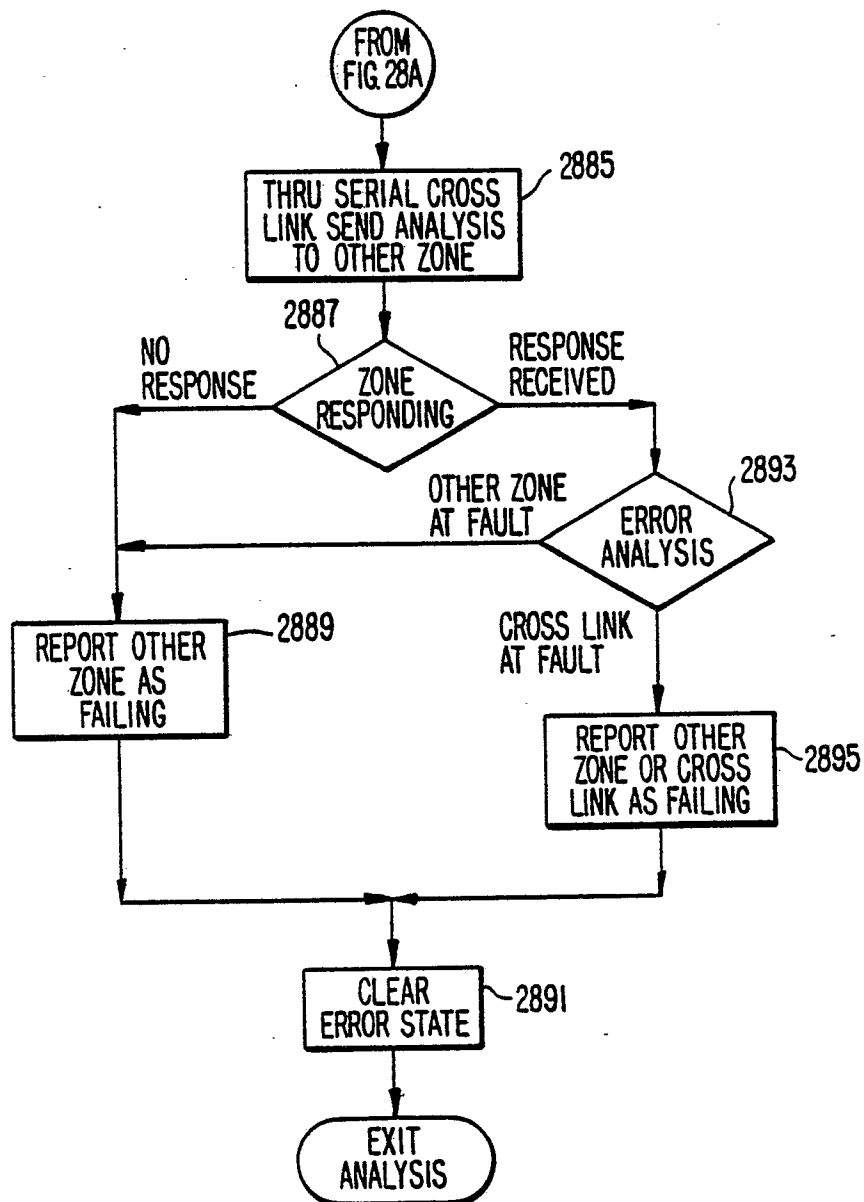 FROM
FIG. 28A
THRU SERIAL CROSS
LINK SEND ANALYSIS
TO OTHER ZONE
2885
2887
ZONE
RESPONDING
NO
RESPONSE
RESPONSE
RECEIVED
OTHER ZONE
AT FAULT
2893
ERROR
ANALYSIS
REPORT OTHER
ZONE AS
FAILING
2889
CROSS LINK
AT FAULT
REPORT OTHER
ZONE OR CROSS
LINK AS FAILING
2895
CLEAR
ERROR STATE
2891
EXIT
ANALYSIS